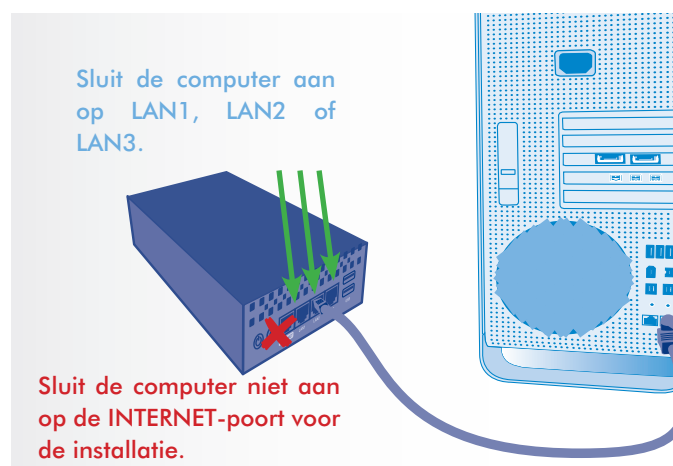 Sluit de computer aan
op LAN1, LAN2 of
LAN3.
Sluit de computer niet aan
op de INTERNET-poort voor
de installatie.